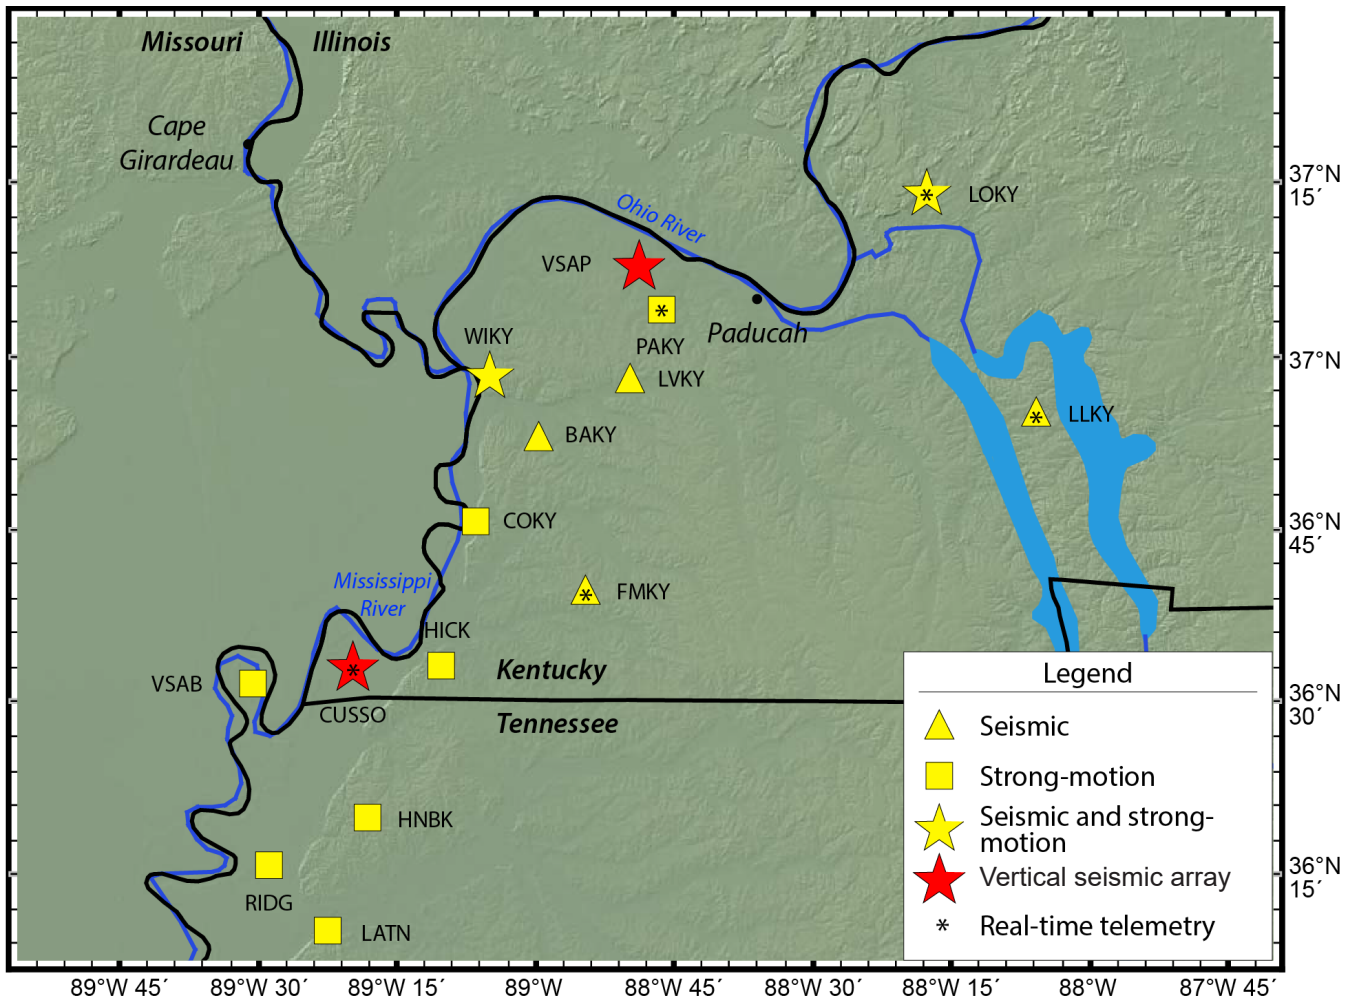 Missouri
Illinois
Cape
Girardeau
37°N
15′
LOKY
Ohio River
VSAP
Paducah
PAKY
WIKY
37°N
LVKY
LLKY
BAKY
COKY
36°N
45′
Mississippi
River
FMKY
HICK
Kentucky
VSAB
CUSSO
Tennessee
36°N
30′
Legend
Seismic
Strong-motion
Seismic and strong-
motion
Vertical seismic array
* Real-time telemetry
HNBK
RIDG
LATN
36°N
15′
89°W 45′ 89°W 30′ 89°W 15′ 89°W 88°W 45′ 88°W 30′ 88°W 15′ 88°W 87°W 45′